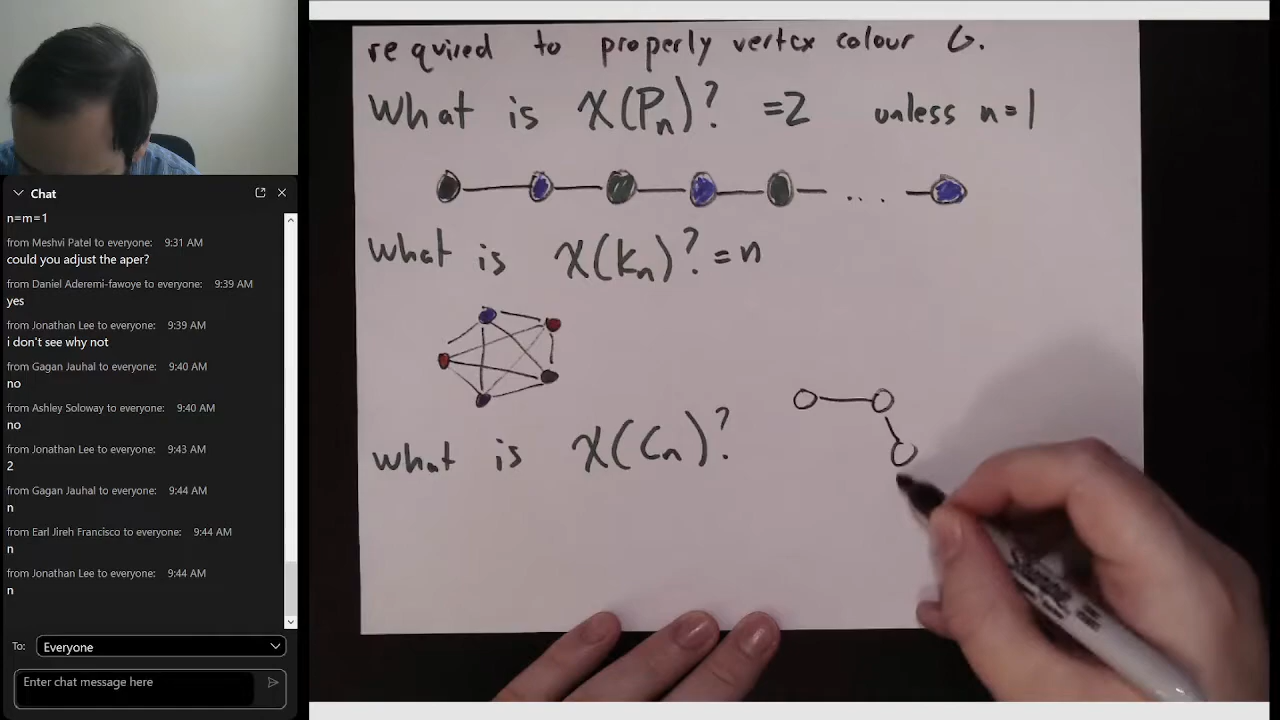 Chat
n=m=1
from Meshvi Patel to everyone: 9:31 AM
could you adjust the aper?
from Daniel Aderemi-fawoye to everyone: 9:39 AM
yes
from Jonathan Lee to everyone: 9:39 AM
i don't see why not
from Gagan Jauhal to everyone: 9:40 AM
no
from Ashley Soloway to everyone: 9:40 AM
no
9:43 AM
2
from Gagan Jauhal to everyone: 9:44 AM
n
from Earl Jireh Francisco to everyone: 9:44 AM
n
from Jonathan Lee to everyone: 9:44 AM
n
To: Everyone
Enter chat message here
required to properly vertex colour G.
What is χ(Pn)? =2 unless n=1
....
What is χ(Kn)? = n
What is χ(Cn)?